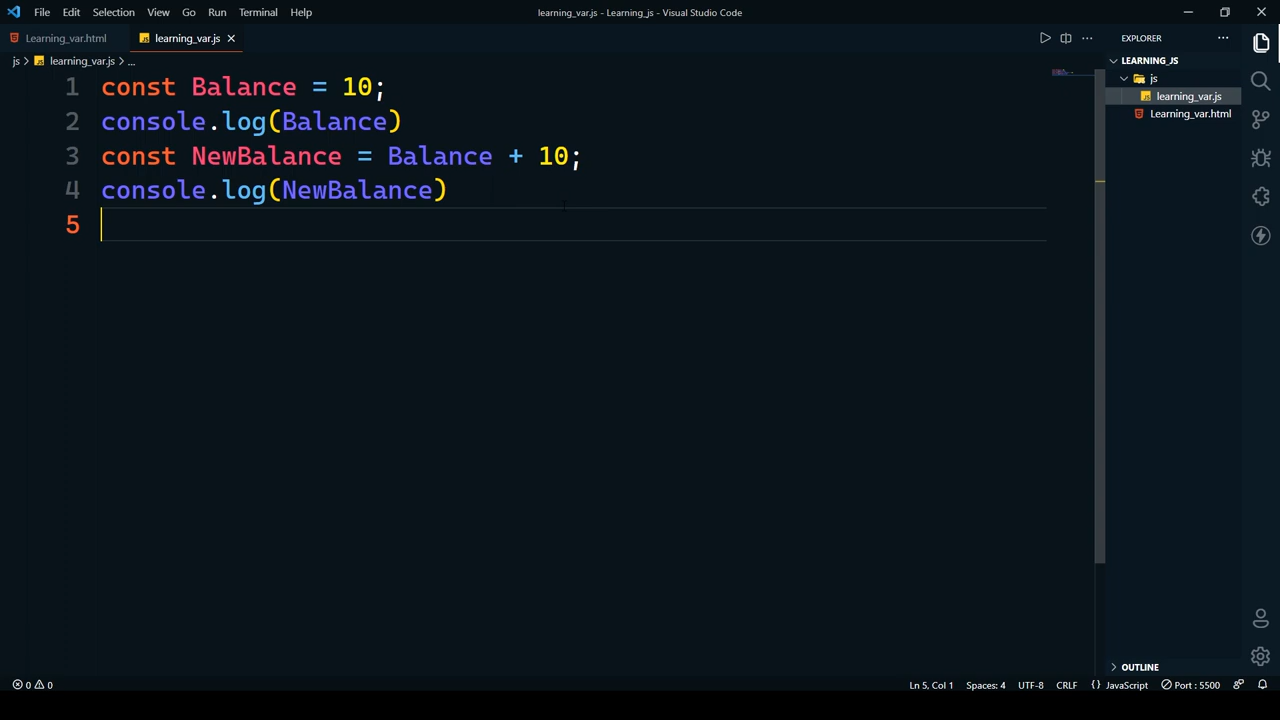 File Edit Selection View Go Run Terminal Help
learning_var.js - Learning_js - Visual Studio Code
Learning_var.html
learning_var.js
js > learning_var.js > ...
1 const Balance = 10;
2 console.log(Balance)
3 const NewBalance = Balance + 10;
4 console.log(NewBalance)
5
EXPLORER
LEARNING_JS
js
learning_var.js
Learning_var.html
OUTLINE
0 0
Ln 5, Col 1
Spaces: 4
UTF-8
CRLF
{} JavaScript
Port : 5500